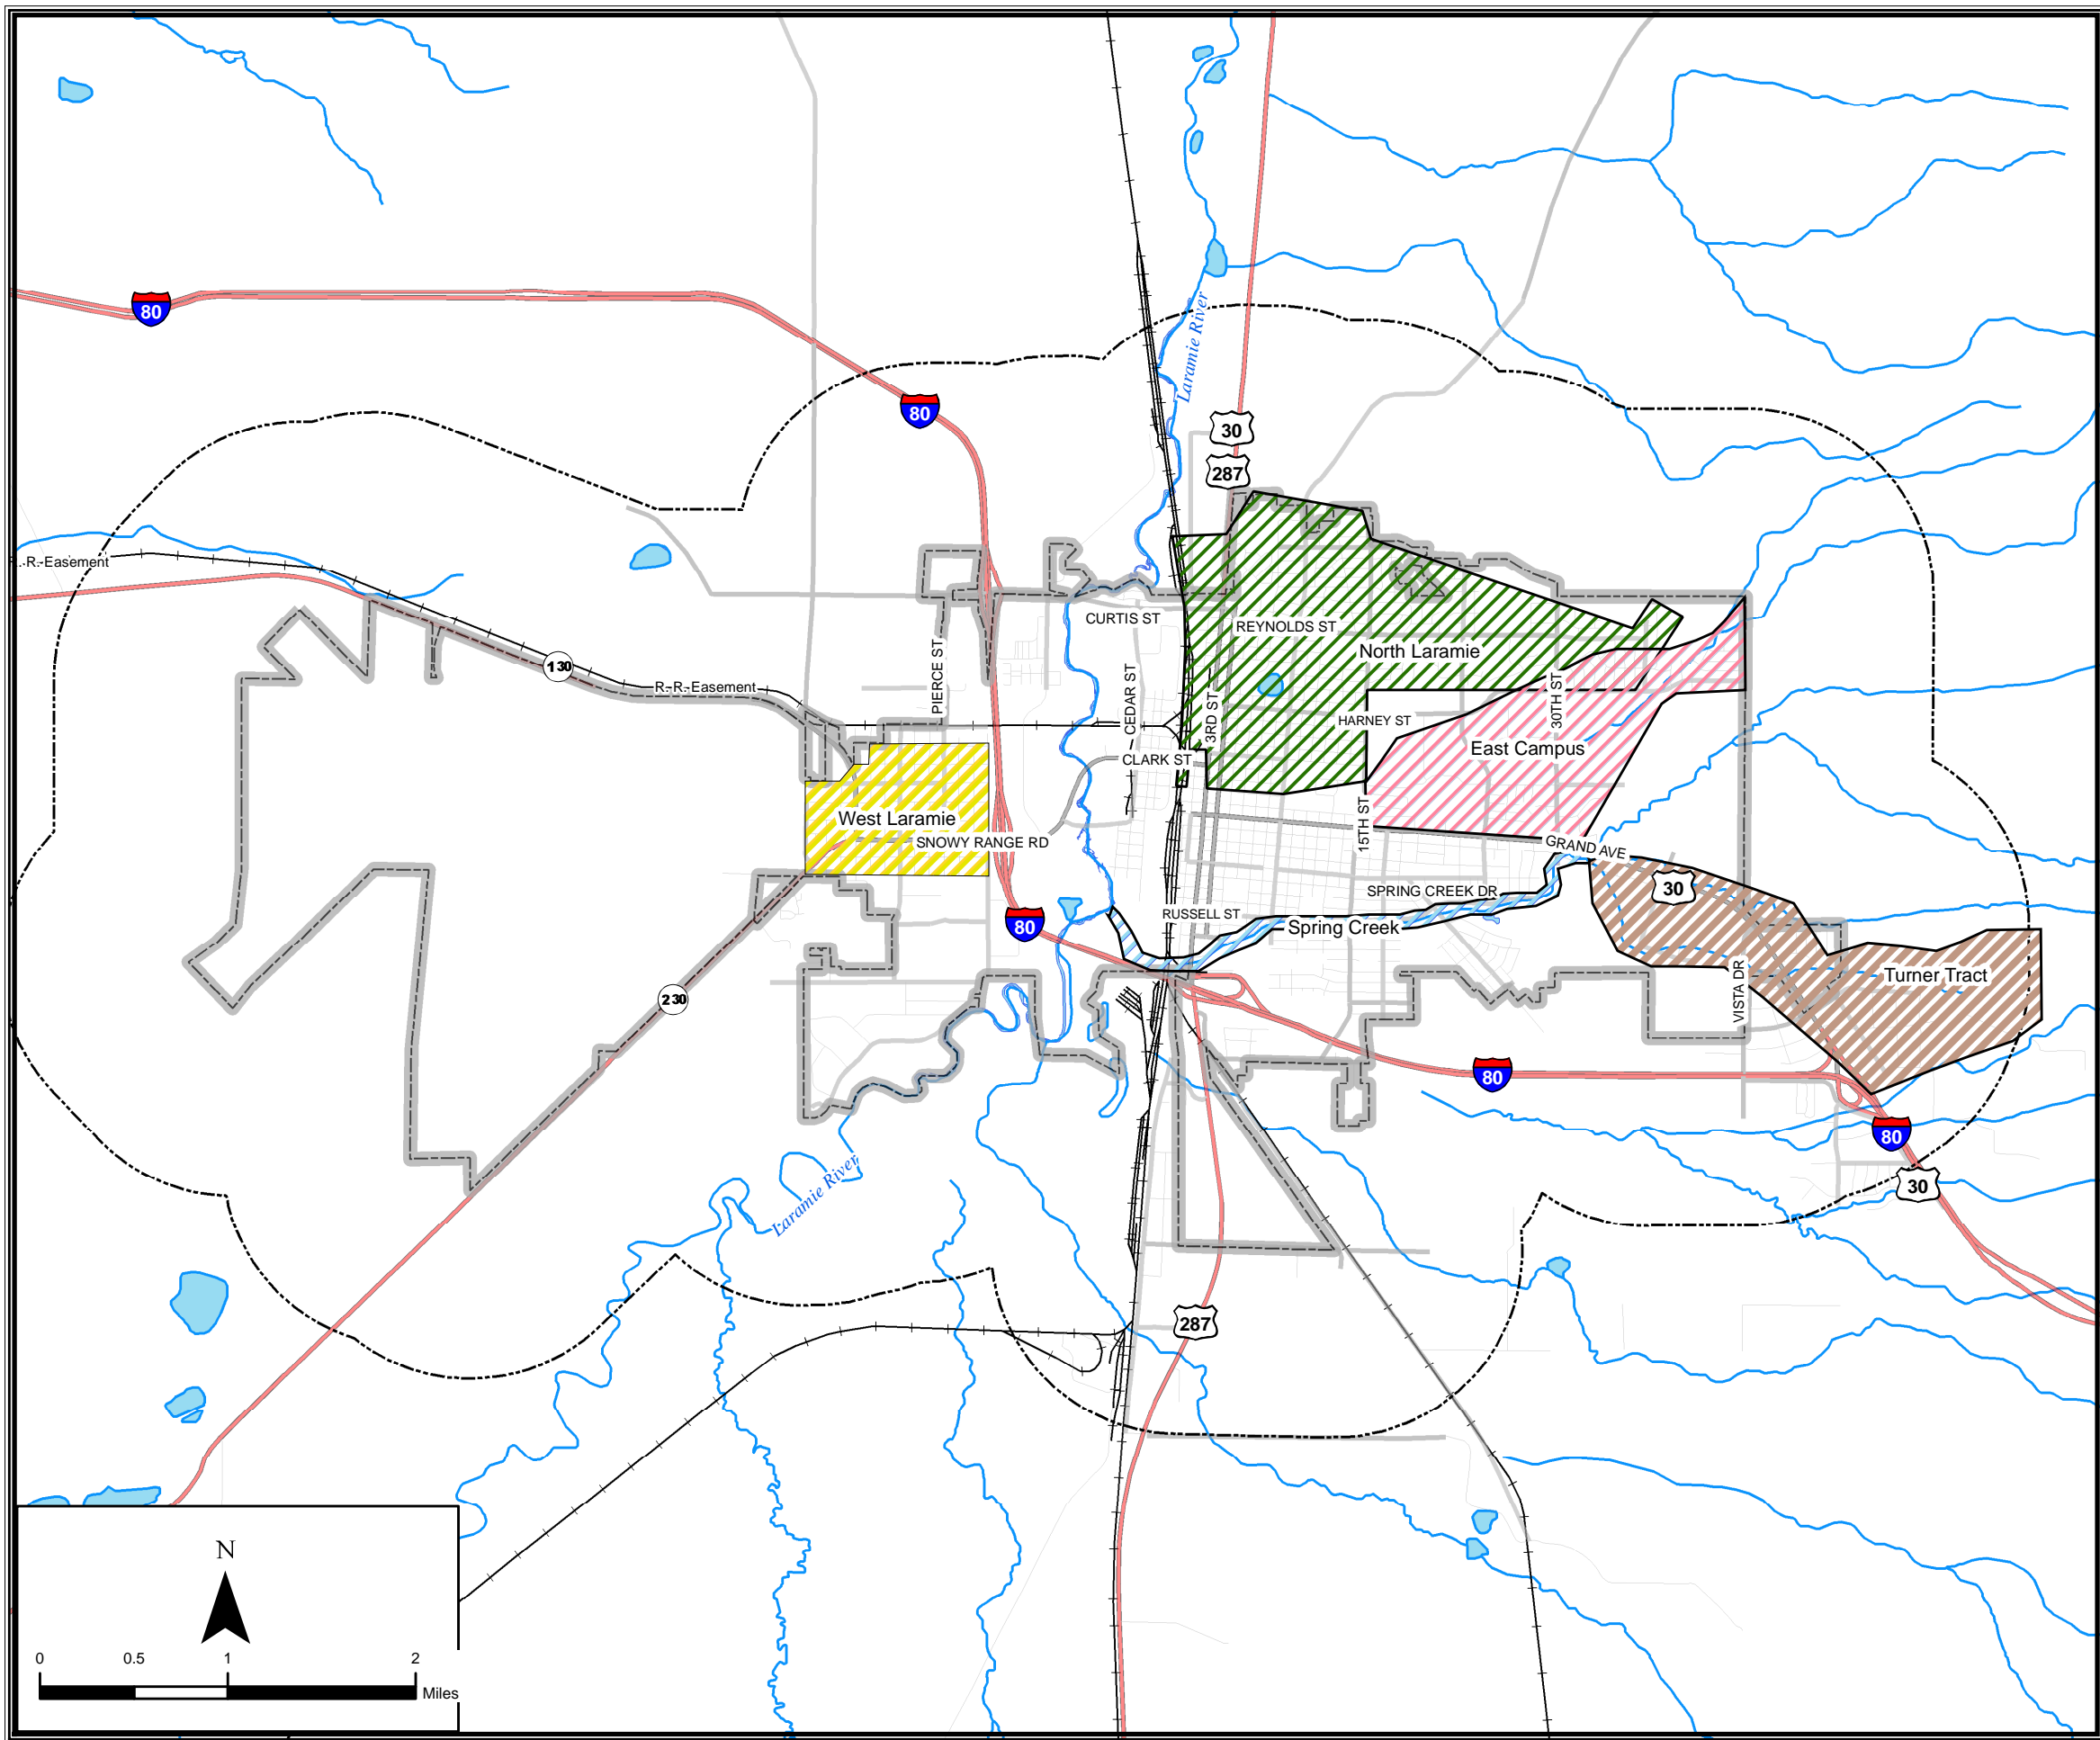 80
80
Laramie River
30
287
R.-R.-Easement
CURTIS ST
REYNOLDS ST
North Laramie
130
R.-R.-Easement
PIERCE ST
CEDAR ST
3RD ST
30TH ST
HARNEY ST
East Campus
CLARK ST
West Laramie
SNOWY RANGE RD
15TH ST
GRAND AVE
SPRING CREEK DR
30
RUSSELL ST
80
Spring Creek
Turner Tract
VISTA DR
230
80
80
30
Laramie River
287
N
0 0.5 1 2
Miles